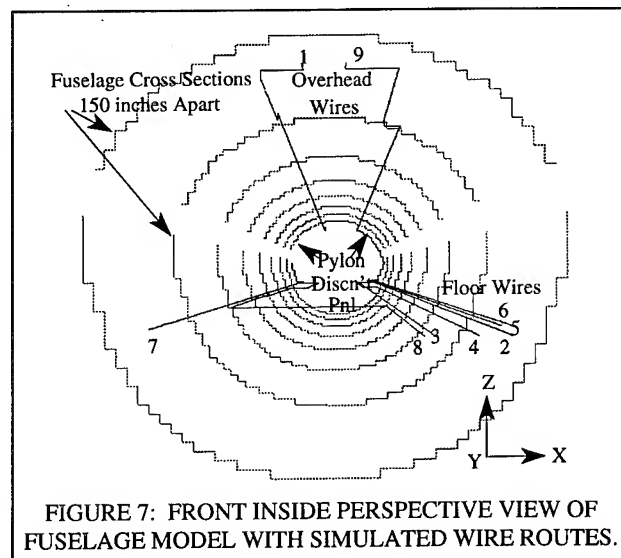 1 9
Fuselage Cross Sections
150 inches Apart
Overhead
Wires
Pylon
Discn't
Pnl
Floor Wires
6
5
7
8 3 4 2
Z
Y X
FIGURE 7: FRONT INSIDE PERSPECTIVE VIEW OF
FUSELAGE MODEL WITH SIMULATED WIRE ROUTES.